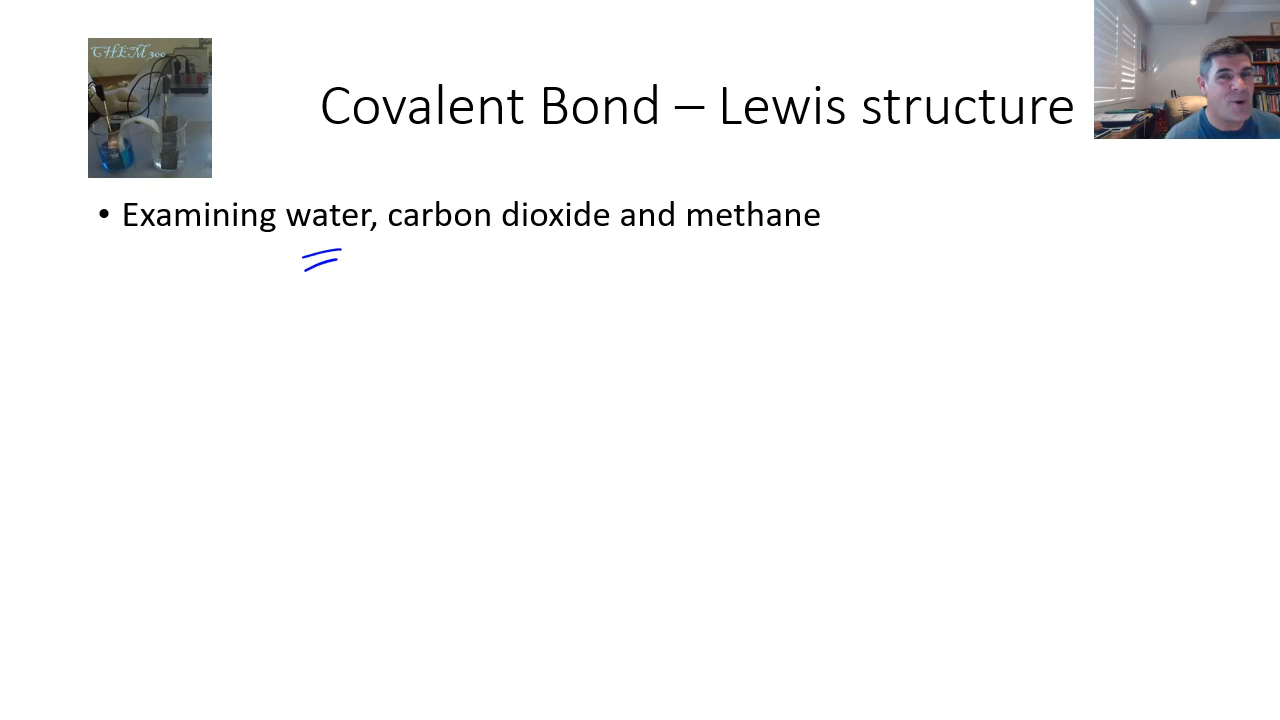 CHEM 300
Covalent Bond – Lewis structure
• Examining water, carbon dioxide and methane